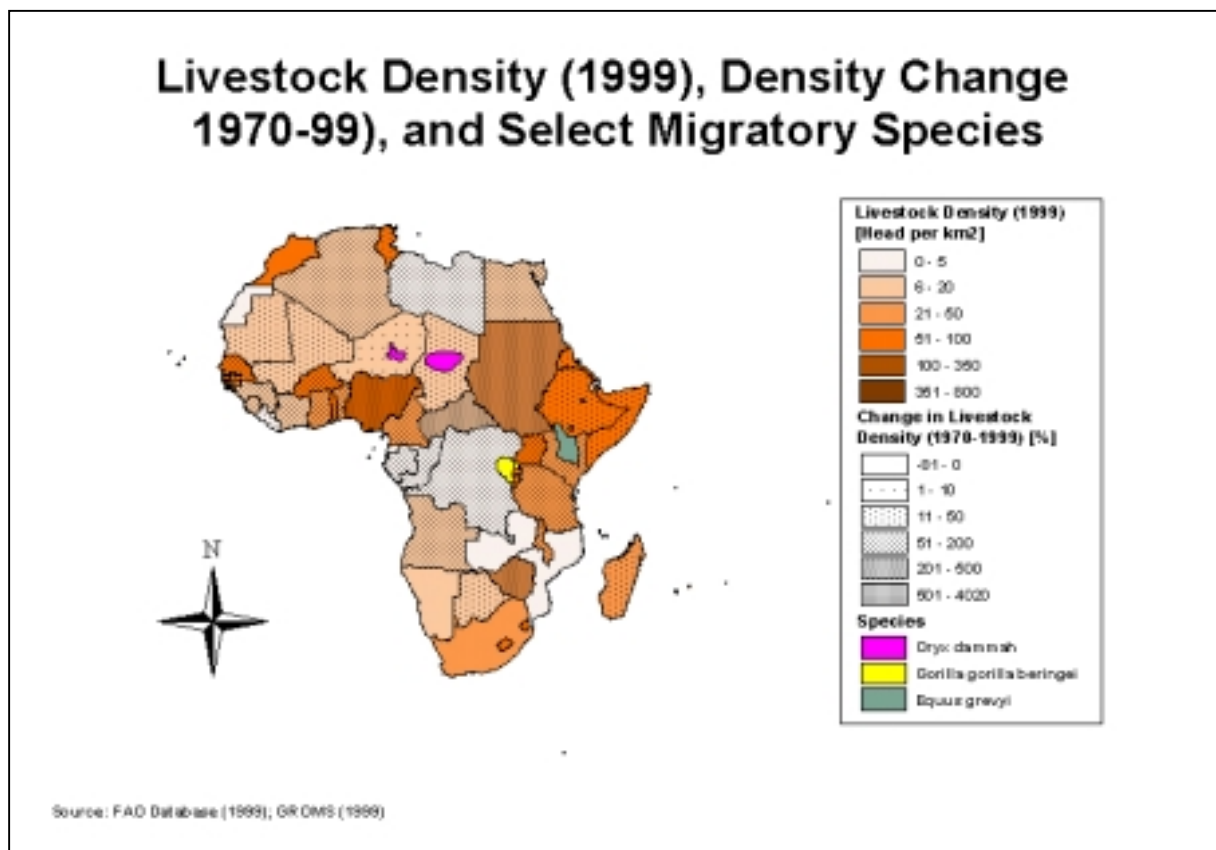 Livestock Density (1999), Density Change
1970-99), and Select Migratory Species
Livestock Density (1999)
[Head per km2]
0 - 5
6 - 20
21 - 50
51 - 100
100 - 350
351 - 800
Change in Livestock
Density (1970-1999) [%]
-81 - 0
1 - 10
11 - 50
51 - 200
201 - 500
501 - 4020
Species
Oryx dammah
Gorilla gorilla beringei
Equus grevyi
N
Source: FAO Database (1999); GROMS (1999)